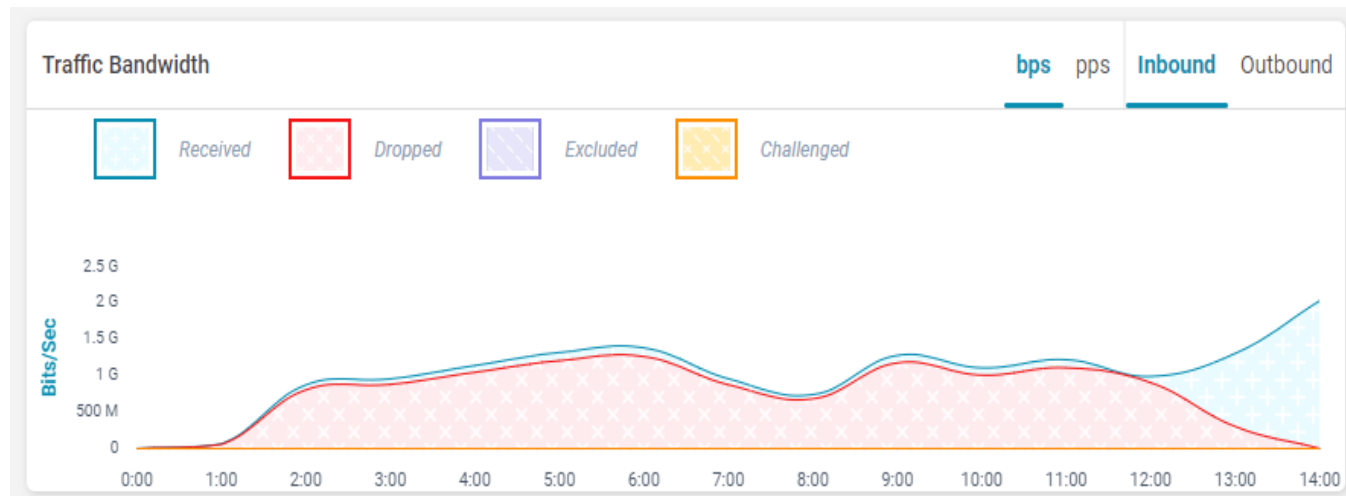 Traffic Bandwidth
bps pps Inbound Outbound
Received Dropped Excluded Challenged
Bits/Sec
2.5 G
2 G
1.5 G
1 G
500 M
0
0:00 1:00 2:00 3:00 4:00 5:00 6:00 7:00 8:00 9:00 10:00 11:00 12:00 13:00 14:00